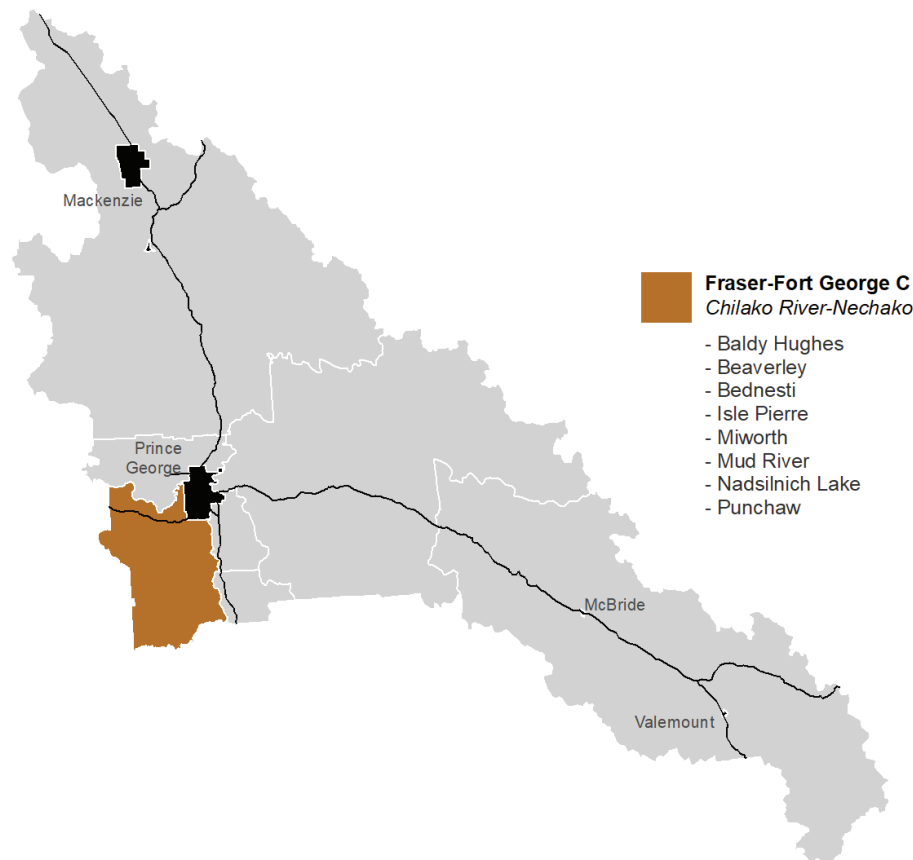 Mackenzie
Fraser-Fort George C
Chilako River-Nechako
- Baldy Hughes
- Beaverley
- Bednesti
- Isle Pierre
- Miworth
- Mud River
- Nadsilnich Lake
- Punchaw
Prince
George
McBride
Valemount